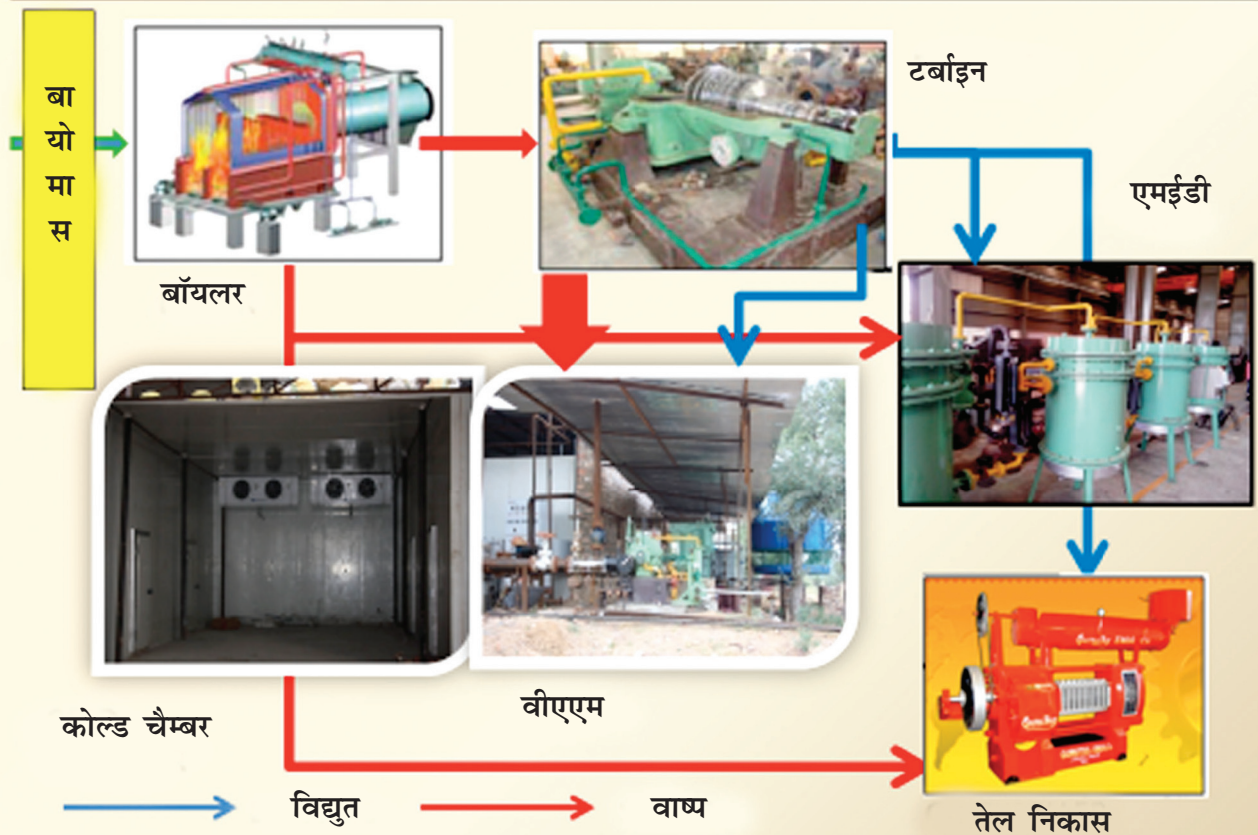 बायोमास
बॉयलर
टर्बाइन
एमईडी
कोल्ड चैम्बर
वीएएम
तेल निकास
विद्युत
वाष्प